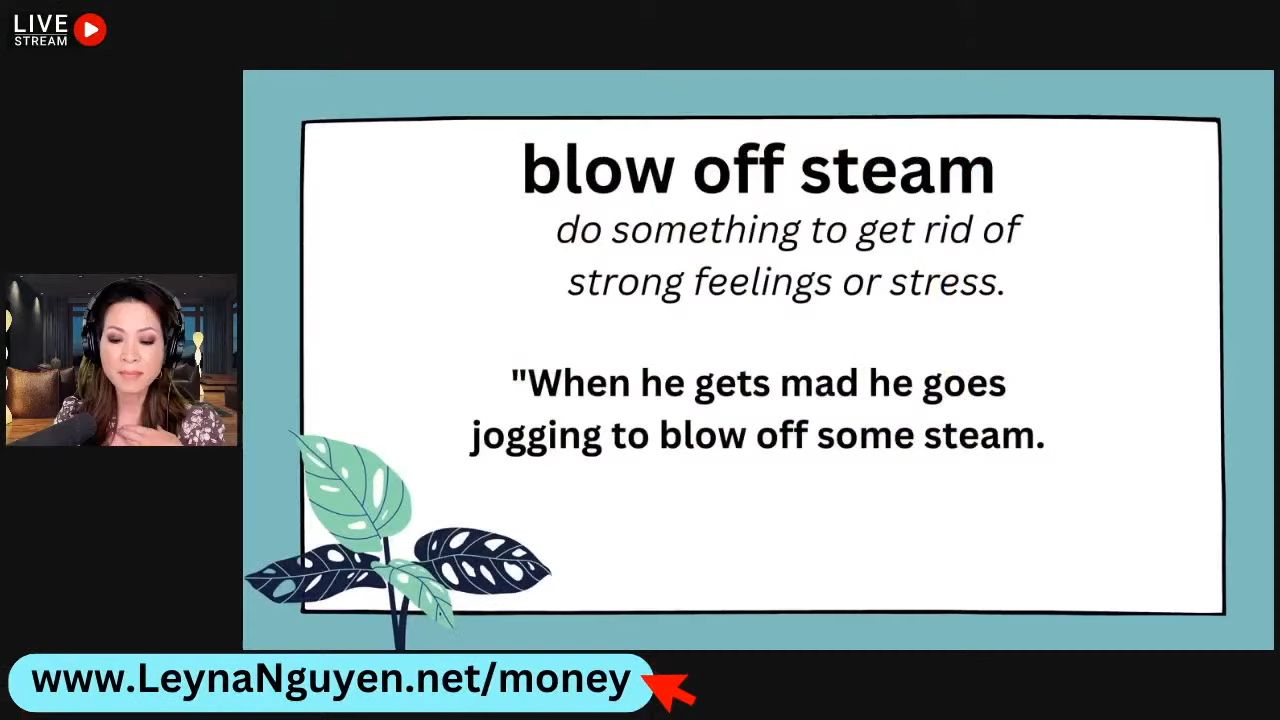 LIVE
STREAM
blow off steam
do something to get rid of
strong feelings or stress.
"When he gets mad he goes
jogging to blow off some steam.
www.LeynaNguyen.net/money